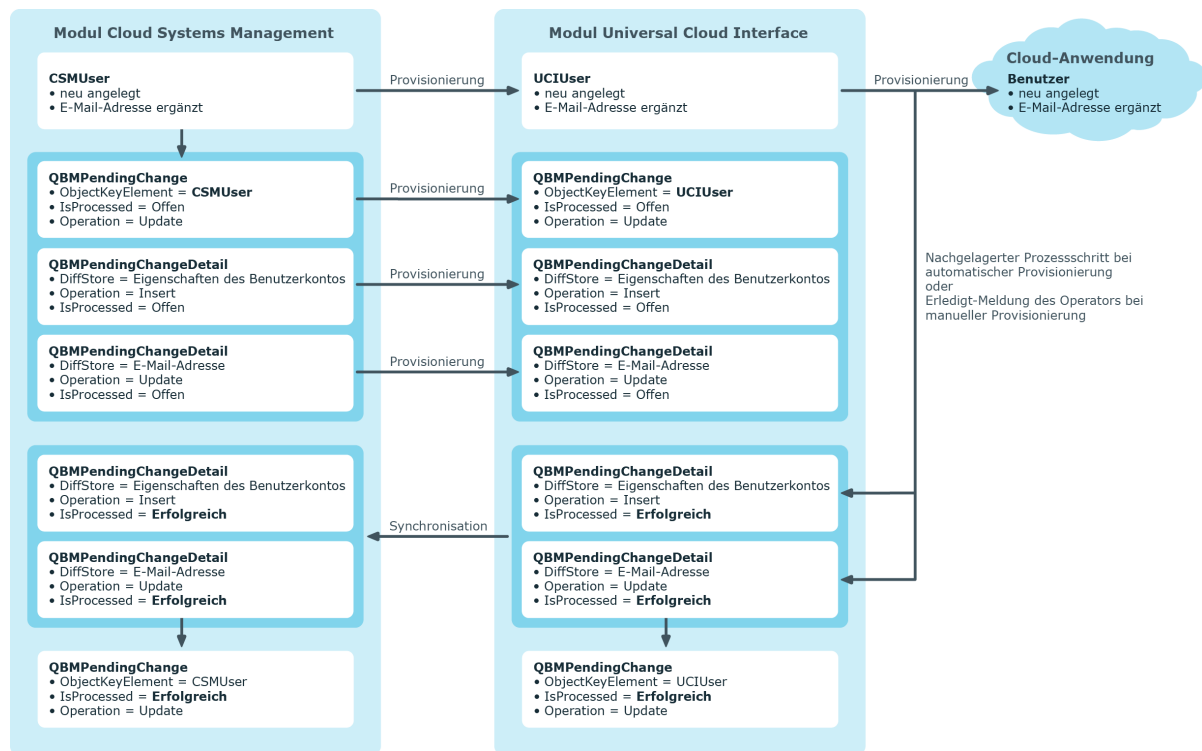 Modul Cloud Systems Management
CSMUser
• neu angelegt
• E-Mail-Adresse ergänzt
QBMPendingChange
• ObjectKeyElement = CSMUser
• IsProcessed = Offen
• Operation = Update
QBMPendingChangeDetail
• DiffStore = Eigenschaften des Benutzerkontos
• Operation = Insert
• IsProcessed = Offen
QBMPendingChangeDetail
• DiffStore = E-Mail-Adresse
• Operation = Update
• IsProcessed = Offen
QBMPendingChangeDetail
• DiffStore = Eigenschaften des Benutzerkontos
• Operation = Insert
• IsProcessed = Erfolgreich
QBMPendingChangeDetail
• DiffStore = E-Mail-Adresse
• Operation = Update
• IsProcessed = Erfolgreich
QBMPendingChange
• ObjectKeyElement = CSMUser
• IsProcessed = Erfolgreich
• Operation = Update
Provisionierung
Provisionierung
Provisionierung
Provisionierung
Synchronisation
Modul Universal Cloud Interface
UCIUser
• neu angelegt
• E-Mail-Adresse ergänzt
QBMPendingChange
• ObjectKeyElement = UCIUser
• IsProcessed = Offen
• Operation = Update
QBMPendingChangeDetail
• DiffStore = Eigenschaften des Benutzerkontos
• Operation = Insert
• IsProcessed = Offen
QBMPendingChangeDetail
• DiffStore = E-Mail-Adresse
• Operation = Update
• IsProcessed = Offen
QBMPendingChangeDetail
• DiffStore = Eigenschaften des Benutzerkontos
• Operation = Insert
• IsProcessed = Erfolgreich
QBMPendingChangeDetail
• DiffStore = E-Mail-Adresse
• Operation = Update
• IsProcessed = Erfolgreich
QBMPendingChange
• ObjectKeyElement = UCIUser
• IsProcessed = Erfolgreich
• Operation = Update
Provisionierung
Cloud-Anwendung
Benutzer
• neu angelegt
• E-Mail-Adresse ergänzt
Nachgelagerter Prozessschritt bei
automatischer Provisionierung
oder
Erledigt-Meldung des Operators bei
manueller Provisionierung